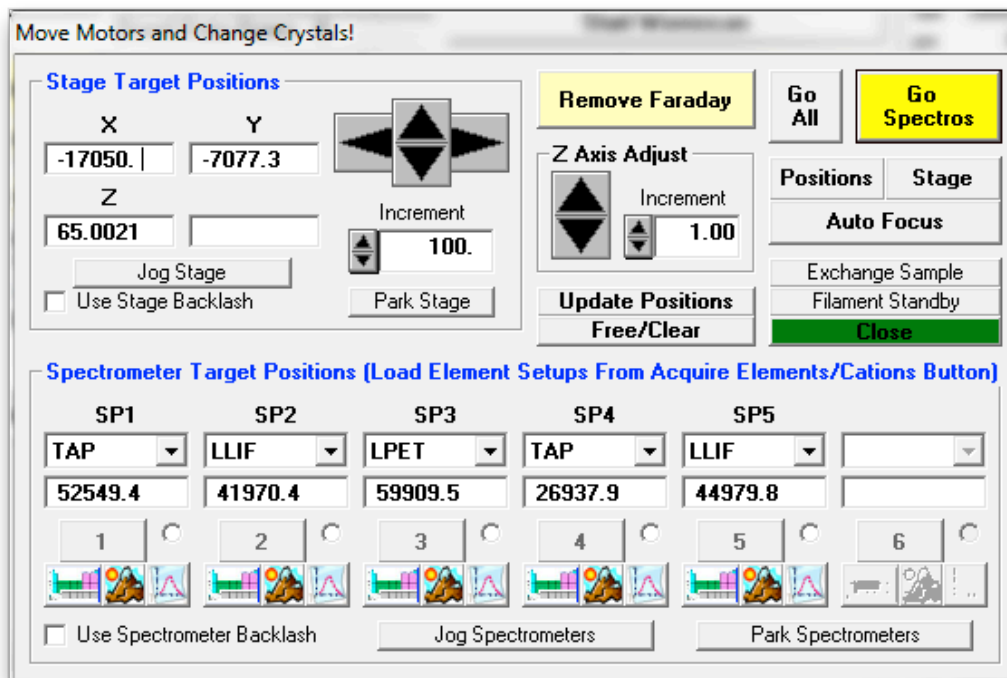 Move Motors and Change Crystals!
Stage Target Positions
X Y
-17050. -7077.3
Z
65.0021
Jog Stage
Use Stage Backlash
Increment
100.
Park Stage
Remove Faraday
Z Axis Adjust
Increment
1.00
Update Positions
Free/Clear
Go All
Go Spectros
Positions Stage
Auto Focus
Exchange Sample
Filament Standby
Close
Spectrometer Target Positions (Load Element Setups From Acquire Elements/Cations Button)
SP1 SP2 SP3 SP4 SP5
TAP LLIF LPET TAP LLIF
52549.4 41970.4 59909.5 26937.9 44979.8
1 2 3 4 5 6
Use Spectrometer Backlash Jog Spectrometers Park Spectrometers